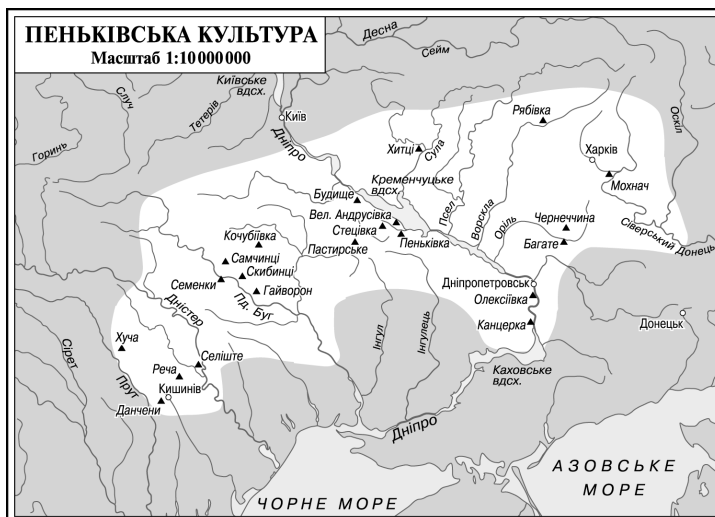 ПЕНЬКІВСЬКА КУЛЬТУРА
Масштаб 1:10 000 000
Десна
Сейм
Київське
вдсх.
Случ
Тетерів
Горинь
Київ
Дніпро
Хитці
Сула
Рябівка
Оскіл
Харків
Мохнач
Кременчуцьке
вдсх.
Псел
Ворскла
Оріль
Будище
Вел. Андрусівка
Стецівка
Пеньківка
Пастирське
Чернеччина
Багате
Сіверський Донець
Кочубіївка
Самчинці
Скибинці
Семенки
Гайворон
Пд. Буг
Дністер
Дніпропетровськ
Олексіївка
Канцерка
Донецьк
Інгул
Інгулець
Каховське
вдсх.
Хуча
Сірет
Прут
Селіште
Реча
Кишинів
Данчени
Дніпро
АЗОВСЬКЕ
МОРЕ
ЧОРНЕ МОРЕ